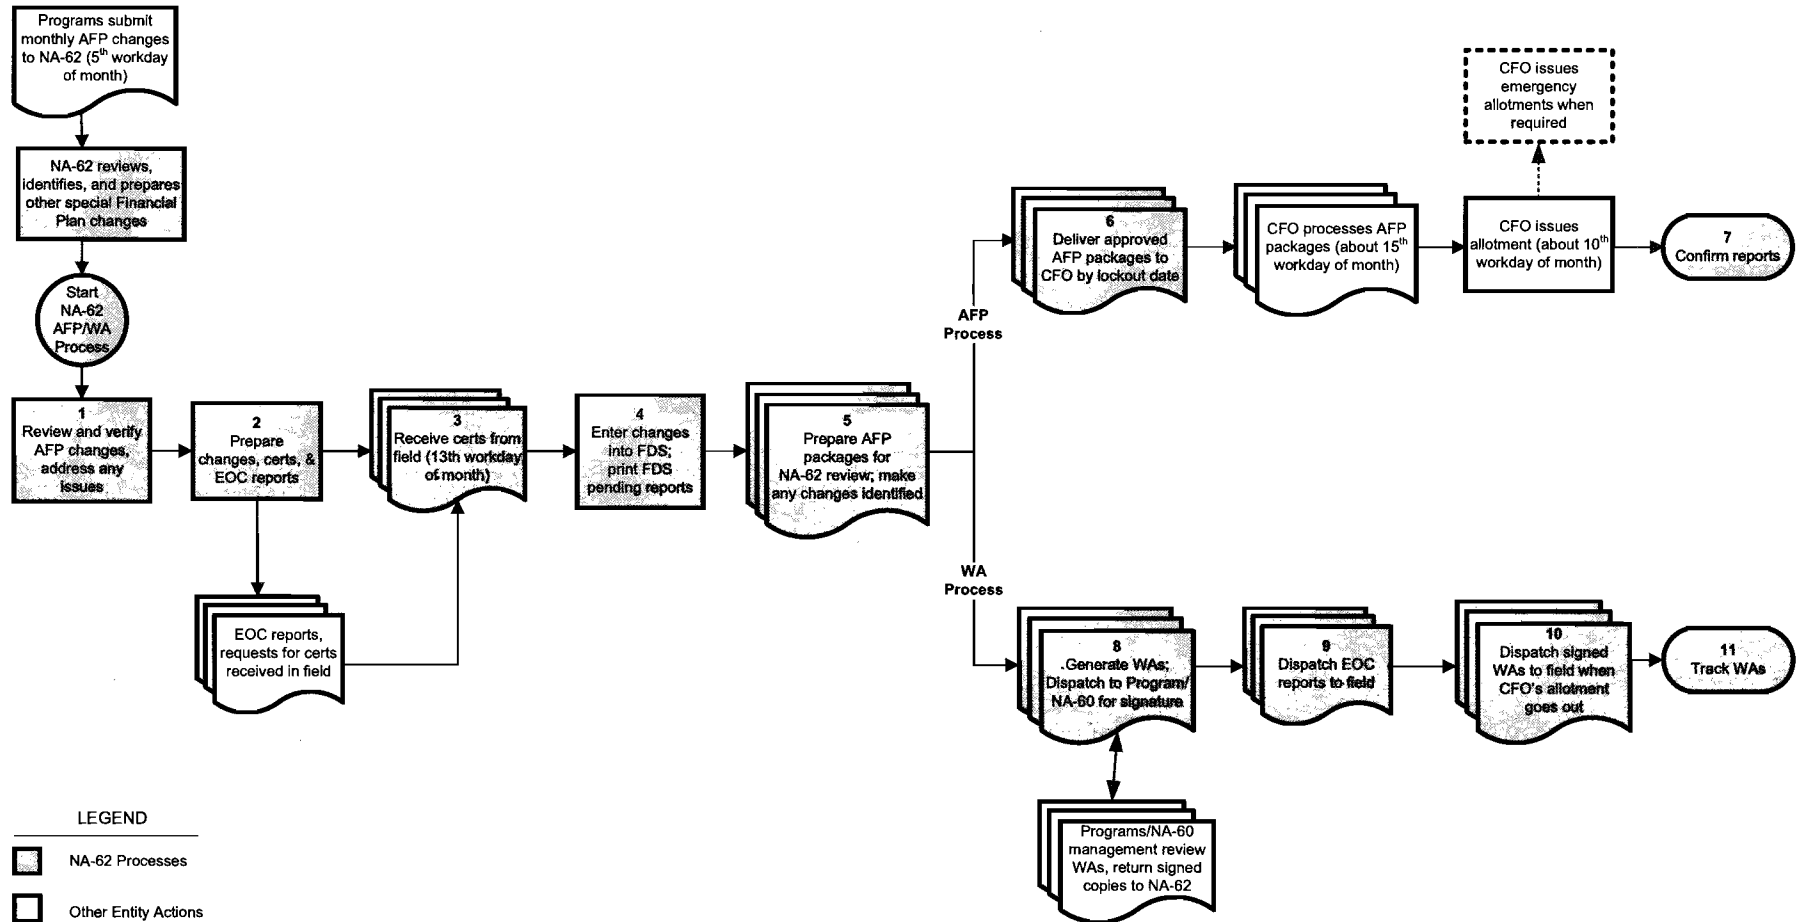 Programs submit
monthly AFP changes
to NA-62 (5th workday
of month)
NA-62 reviews,
identifies, and prepares
other special Financial
Plan changes
Start
NA-62
AFP/WA
Process
1
Review and verify
AFP changes,
address any
issues
2
Prepare
changes, certs, &
EOC reports
EOC reports,
requests for certs
received in field
3
Receive certs from
field (13th workday
of month)
4
Enter changes
into FDS;
print FDS
pending reports
5
Prepare AFP
packages for
NA-62 review; make
any changes identified
AFP
Process
6
Deliver approved
AFP packages to
CFO by lockout date
CFO processes AFP
packages (about 15th
workday of month)
CFO issues
allotment (about 10th
workday of month)
CFO issues
emergency
allotments when
required
7
Confirm reports
WA
Process
8
Generate WAs;
Dispatch to Program/
NA-60 for signature
Programs/NA-60
management review
WAs, return signed
copies to NA-62
9
Dispatch EOC
reports to field
10
Dispatch signed
WAs to field when
CFO's allotment
goes out
11
Track WAs
LEGEND
NA-62 Processes
Other Entity Actions